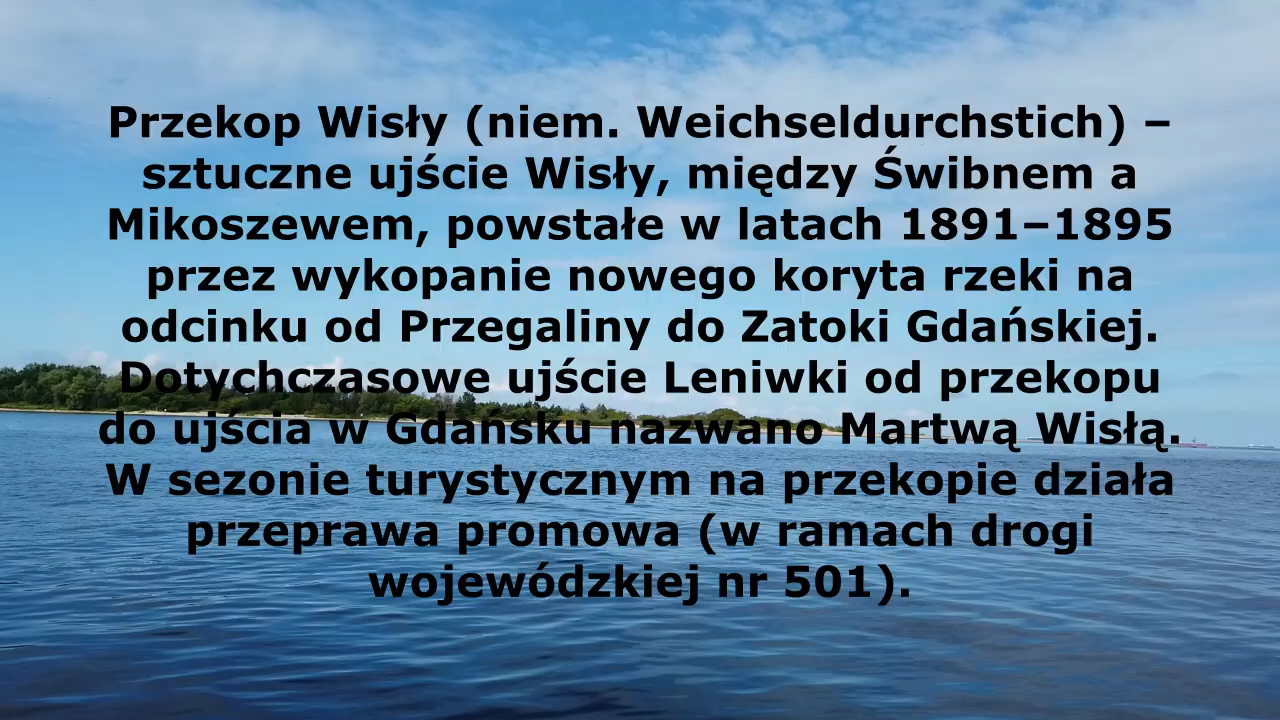 Przekop Wisły (niem. Weichseldurchstich) –
sztuczne ujście Wisły, między Świbnem a
Mikoszewem, powstałe w latach 1891–1895
przez wykopanie nowego koryta rzeki na
odcinku od Przegaliny do Zatoki Gdańskiej.
Dotychczasowe ujście Leniwki od przekopu
do ujścia w Gdańsku nazwano Martwą Wisłą.
W sezonie turystycznym na przekopie działa
przeprawa promowa (w ramach drogi
wojewódzkiej nr 501).